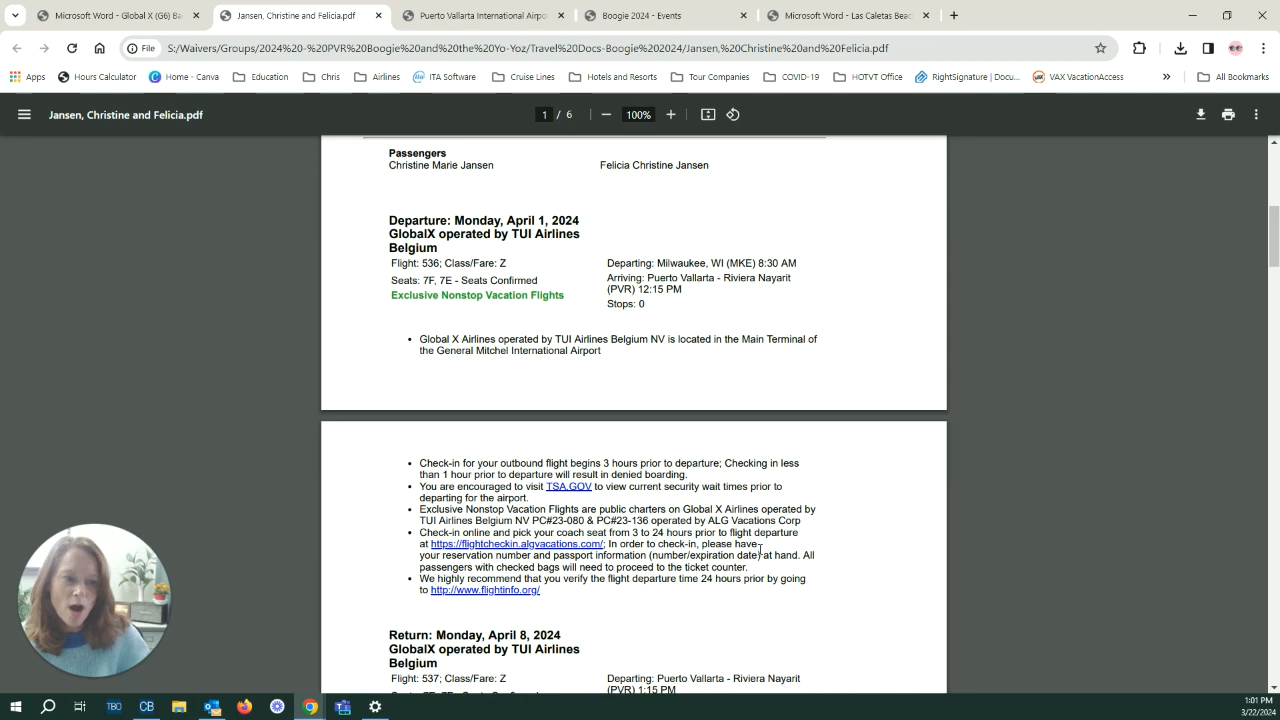 Microsoft Word - Global X (G6) Ba
Jansen, Christine and Felicia.pdf
Puerto Vallarta International Airpo
Boogie 2024 - Events
Microsoft Word - Las Caletas Beac
File
S:/Waivers/Groups/2024%20-%20PVR%20Boogie%20and%20the%20Yo-Yoz/Travel%20Docs-Boogie%202024/Jansen,%20Christine%20and%20Felicia.pdf
Apps
Hours Calculator
Home - Canva
Education
Chris
Airlines
ITA Software
Cruise Lines
Hotels and Resorts
Tour Companies
COVID-19
HOTVT Office
RightSignature | Docu...
VAX VacationAccess
All Bookmarks
Jansen, Christine and Felicia.pdf
1 / 6
100%
Passengers
Christine Marie Jansen
Felicia Christine Jansen
Departure: Monday, April 1, 2024
GlobalX operated by TUI Airlines
Belgium
Flight: 536; Class/Fare: Z
Seats: 7F, 7E - Seats Confirmed
Exclusive Nonstop Vacation Flights
Departing: Milwaukee, WI (MKE) 8:30 AM
Arriving: Puerto Vallarta - Riviera Nayarit
(PVR) 12:15 PM
Stops: 0
• Global X Airlines operated by TUI Airlines Belgium NV is located in the Main Terminal of
the General Mitchel International Airport
• Check-in for your outbound flight begins 3 hours prior to departure; Checking in less
than 1 hour prior to departure will result in denied boarding.
• You are encouraged to visit TSA.GOV to view current security wait times prior to
departing for the airport.
• Exclusive Nonstop Vacation Flights are public charters on Global X Airlines operated by
TUI Airlines Belgium NV PC#23-080 & PC#23-136 operated by ALG Vacations Corp
• Check-in online and pick your coach seat from 3 to 24 hours prior to flight departure
at https://flightcheckin.algvacations.com/; In order to check-in, please have
your reservation number and passport information (number/expiration date) at hand. All
passengers with checked bags will need to proceed to the ticket counter.
• We highly recommend that you verify the flight departure time 24 hours prior by going
to http://www.flightinfo.org/
Return: Monday, April 8, 2024
GlobalX operated by TUI Airlines
Belgium
Flight: 537; Class/Fare: Z
Departing: Puerto Vallarta - Riviera Nayarit
(PVR) 1:15 PM
TBO
CB
1:01 PM
3/22/2024